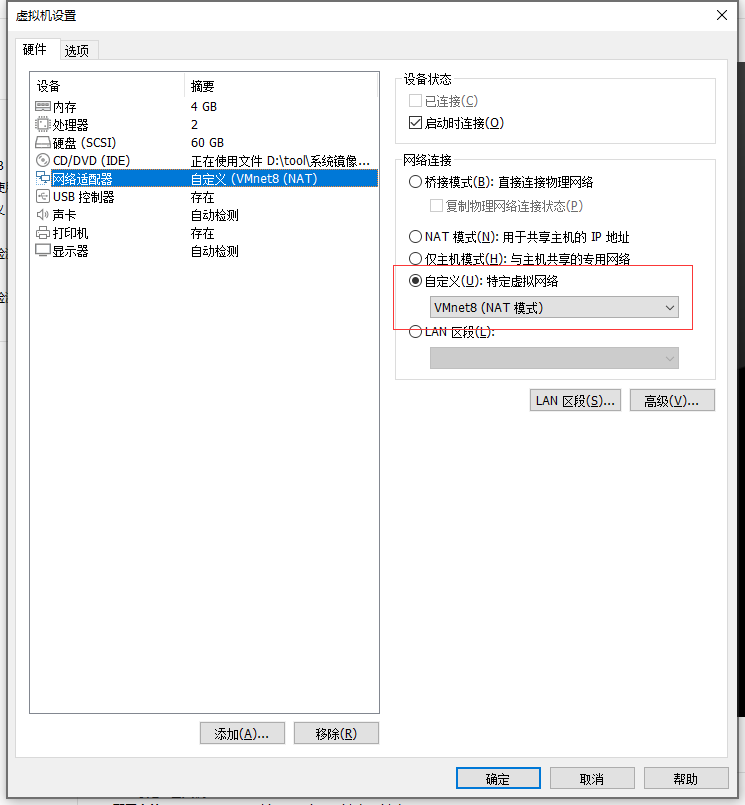 虚拟机设置
硬件 选项
设备 摘要
内存 4 GB
处理器 2
硬盘 (SCSI) 60 GB
CD/DVD (IDE) 正在使用文件 D:\tool\系统镜像...
网络适配器 自定义 (VMnet8 (NAT)
USB 控制器 存在
声卡 自动检测
打印机 存在
显示器 自动检测
添加(A)... 移除(R)
设备状态
已连接(C)
启动时连接(O)
网络连接
桥接模式(B): 直接连接物理网络
复制物理网络连接状态(P)
NAT 模式(N): 用于共享主机的 IP 地址
仅主机模式(H): 与主机共享的专用网络
自定义(U): 特定虚拟网络
VMnet8 (NAT 模式)
LAN 区段(L):
LAN 区段(S)... 高级(V)...
确定 取消 帮助